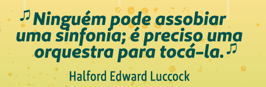 ♫Ninguém pode assobiar
uma sinfonia; é preciso uma
orquestra para tocá-la.♫
Halford Edward Luccock